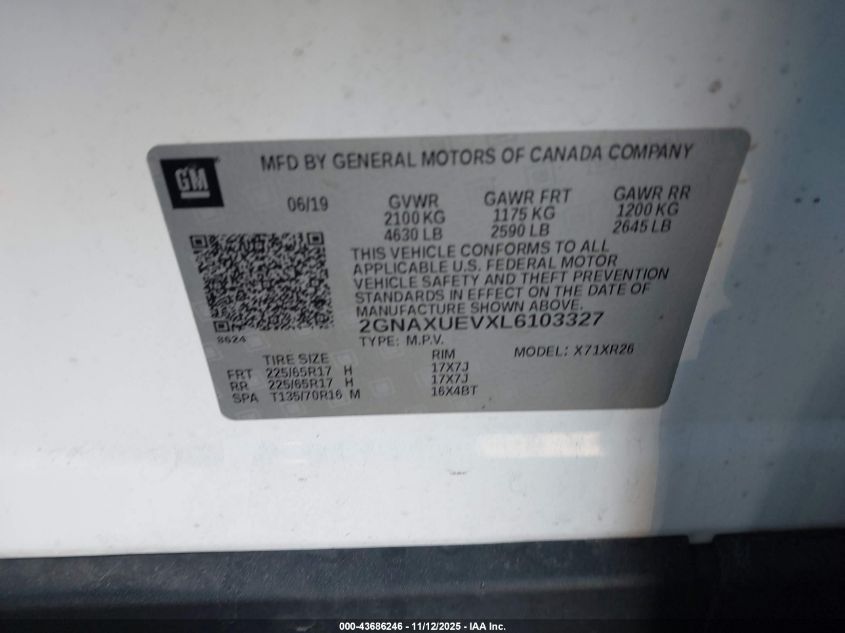 GM
MFD BY GENERAL MOTORS OF CANADA COMPANY
06/19 GVWR GAWR FRT GAWR RR
2100 KG 1175 KG 1200 KG
4630 LB 2590 LB 2645 LB
THIS VEHICLE CONFORMS TO ALL
APPLICABLE U.S. FEDERAL MOTOR
VEHICLE SAFETY AND THEFT PREVENTION
STANDARDS IN EFFECT ON THE DATE OF
MANUFACTURE SHOWN ABOVE.
2GNAXUEVXL6103327
8624
TYPE: M.P.V. MODEL: X71XR26
TIRE SIZE RIM
FRT 225/65R17 H 17X7J
RR 225/65R17 H 17X7J
SPA T135/70R16 M 16X4BT
000-43686246 - 11/12/2025 - IAA Inc.